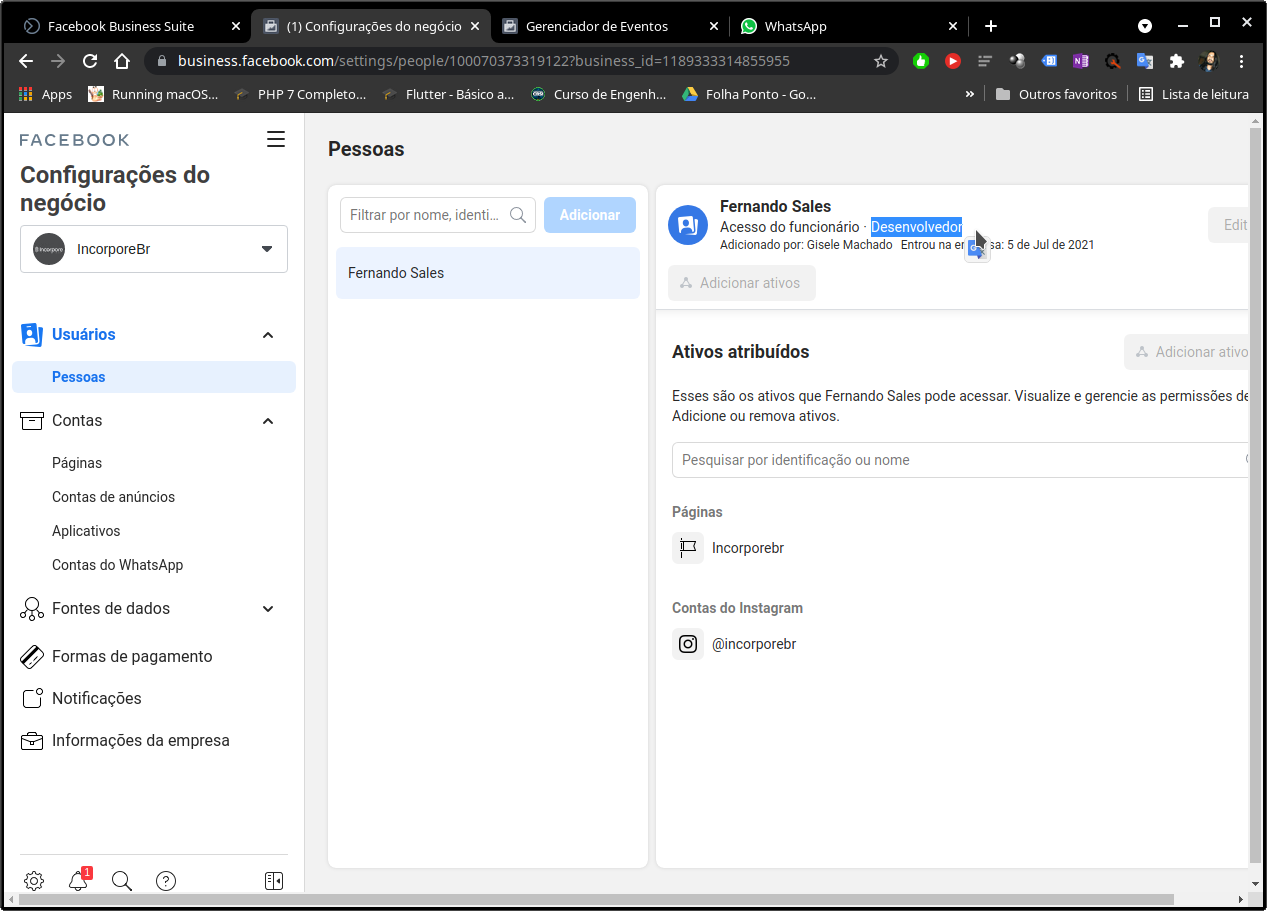 Facebook Business Suite
(1) Configurações do negócio
Gerenciador de Eventos
WhatsApp
business.facebook.com/settings/people/100070373319122?business_id=1189333314855955
Apps
Running macOS...
PHP 7 Completo...
Flutter - Básico a...
Curso de Engenh...
Folha Ponto - Go...
»
Outros favoritos
Lista de leitura
FACEBOOK
Configurações do
negócio
IncorporeBr
Usuários
Pessoas
Contas
Páginas
Contas de anúncios
Aplicativos
Contas do WhatsApp
Fontes de dados
Formas de pagamento
Notificações
Informações da empresa
1
Pessoas
Filtrar por nome, identi...
Adicionar
Fernando Sales
Fernando Sales
Acesso do funcionário · Desenvolvedor
Adicionado por: Gisele Machado Entrou na em sa: 5 de Jul de 2021
Edit
Adicionar ativos
Ativos atribuídos
Adicionar ativo
Esses são os ativos que Fernando Sales pode acessar. Visualize e gerencie as permissões de
Adicione ou remova ativos.
Pesquisar por identificação ou nome
Páginas
Incorporebr
Contas do Instagram
@incorporebr